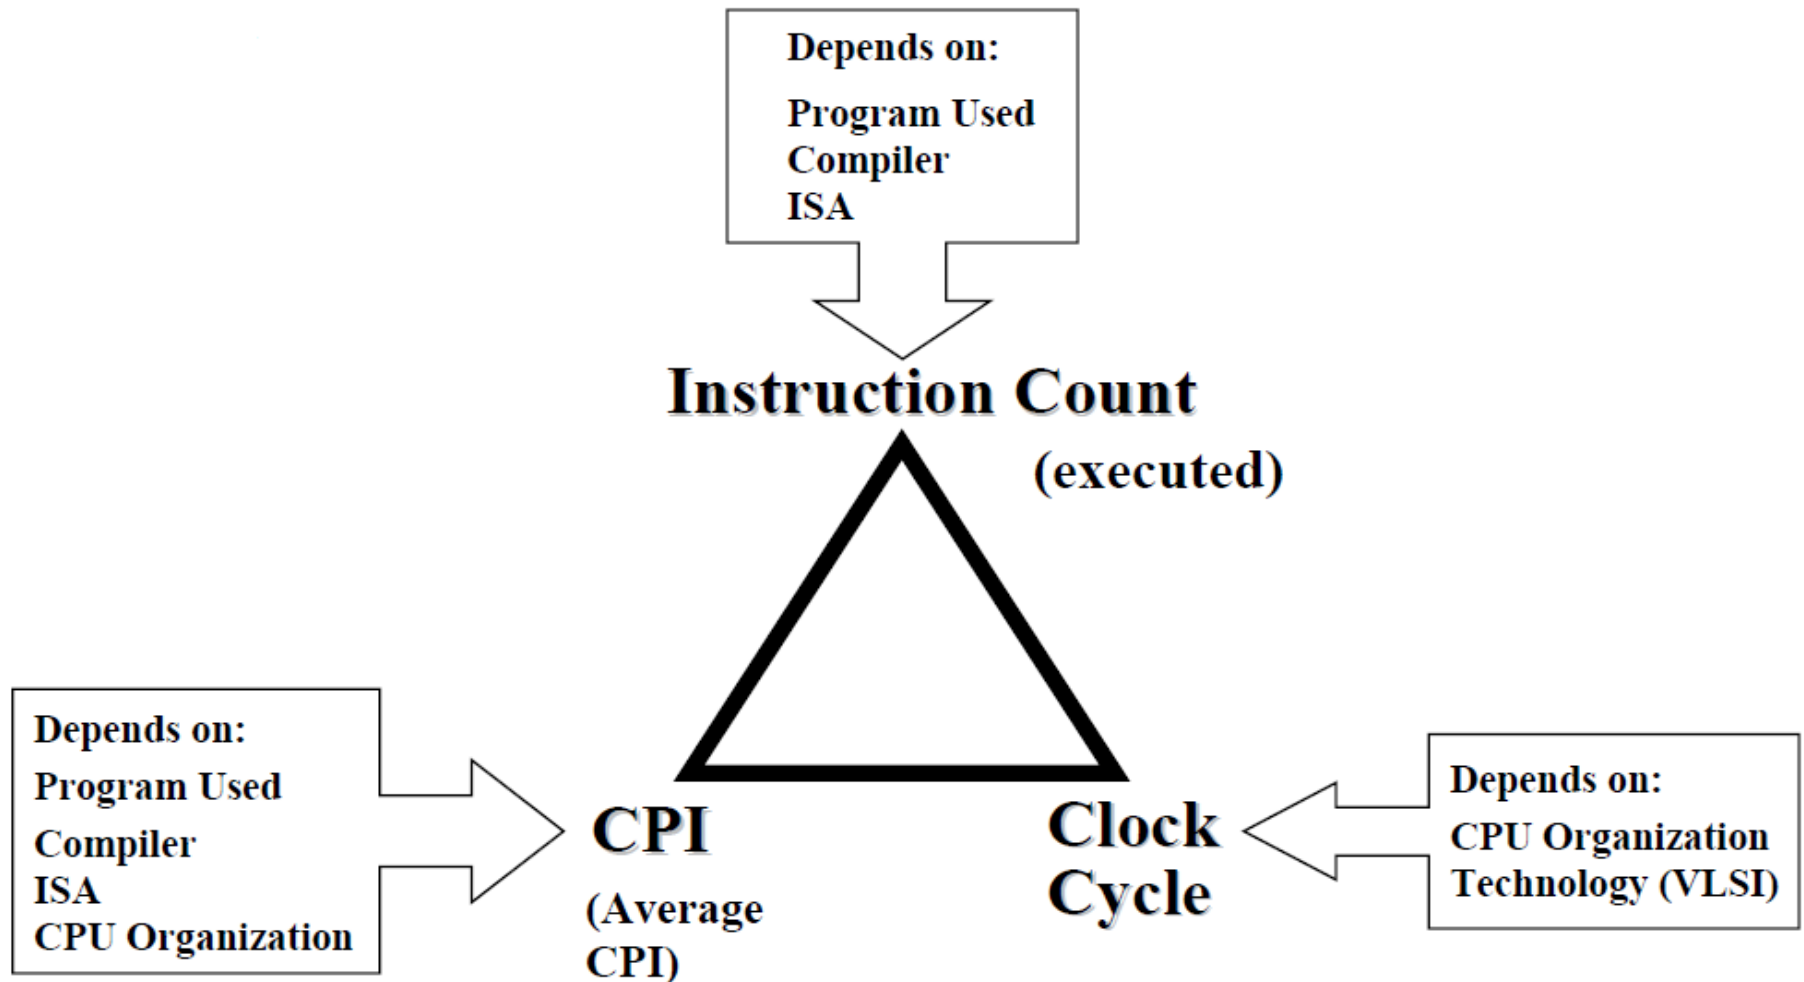 Depends on:
Program Used
Compiler
ISA
Instruction Count
(executed)
Depends on:
Program Used
Compiler
ISA
CPU Organization
CPI
(Average
CPI)
Clock
Cycle
Depends on:
CPU Organization
Technology (VLSI)